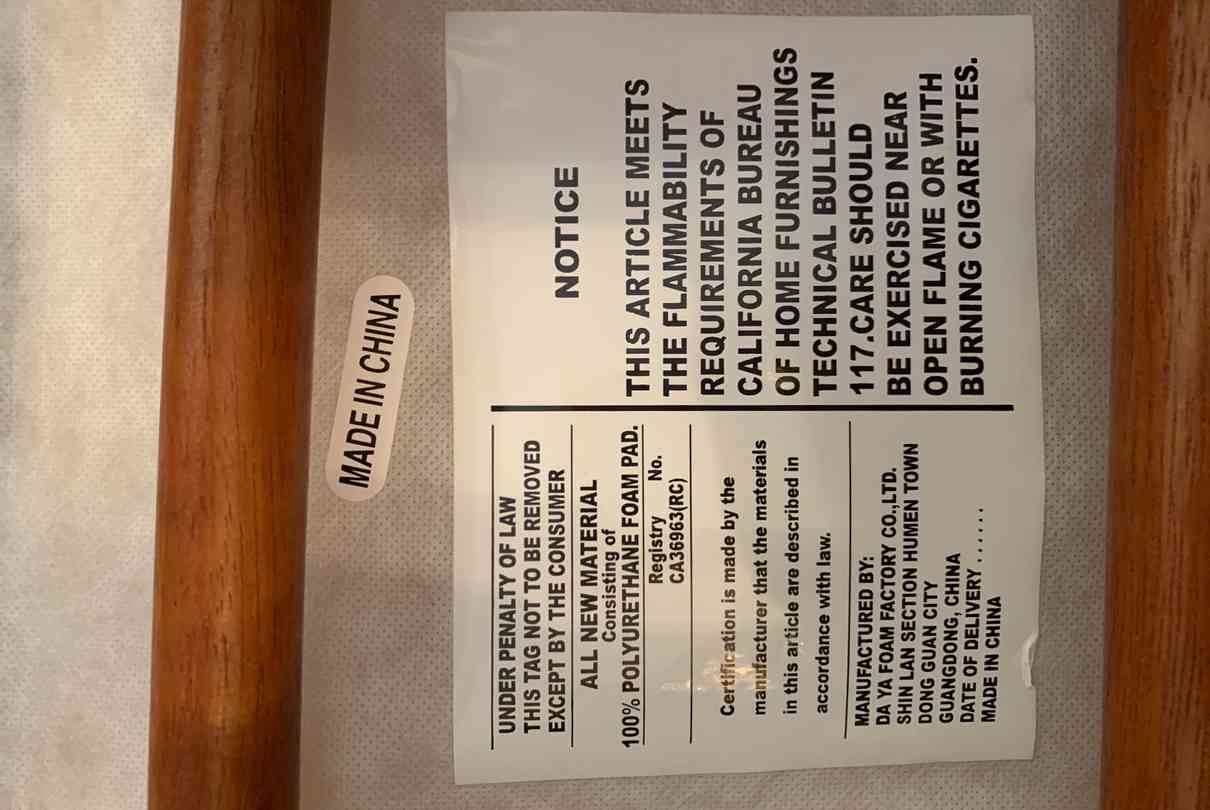 MADE IN CHINA
UNDER PENALTY OF LAW
THIS TAG NOT TO BE REMOVED
EXCEPT BY THE CONSUMER
ALL NEW MATERIAL
Consisting of
100% POLYURETHANE FOAM PAD.
Registry No.
CA36963(RC)
Certification is made by the
manufacturer that the materials
in this article are described in
accordance with law.
MANUFACTURED BY:
DA YA FOAM FACTORY CO.,LTD.
SHIN LAN SECTION HUMEN TOWN
DONG GUAN CITY
GUANGDONG, CHINA
DATE OF DELIVERY.......
MADE IN CHINA
NOTICE
THIS ARTICLE MEETS
THE FLAMMABILITY
REQUIREMENTS OF
CALIFORNIA BUREAU
OF HOME FURNISHINGS
TECHNICAL BULLETIN
117.CARE SHOULD
BE EXERCISED NEAR
OPEN FLAME OR WITH
BURNING CIGARETTES.